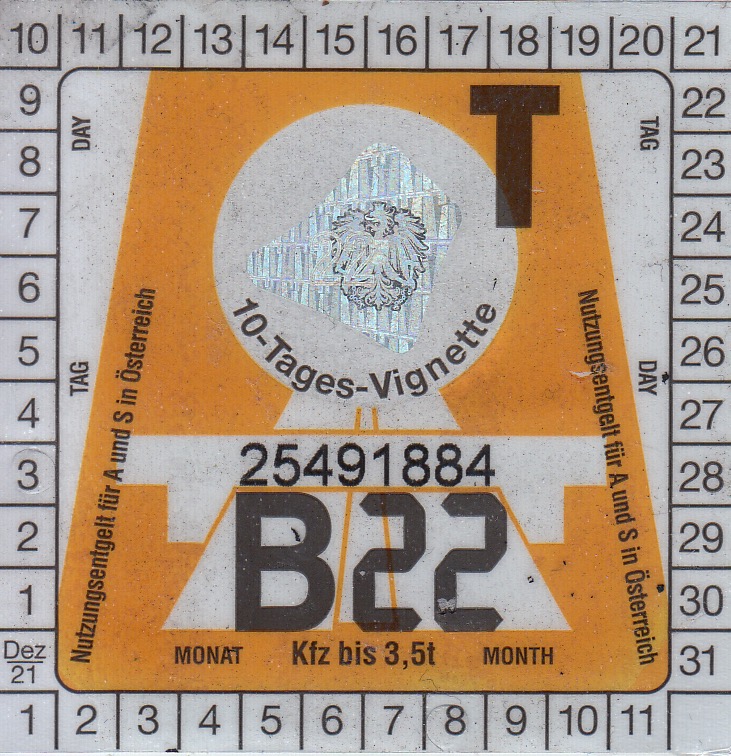 10 11 12 13 14 15 16 17 18 19 20 21
9 22
8 23
7 24
6 25
5 26
4 27
3 28
2 29
1 30
Dez 21 31
1 2 3 4 5 6 7 8 9 10 11
DAY
TAG
TAG
DAY
T
10-Tages-Vignette
Nutzungsentgelt für A und S in Österreich
Nutzungsentgelt für A und S in Österreich
25491884
B22
MONAT Kfz bis 3,5t MONTH